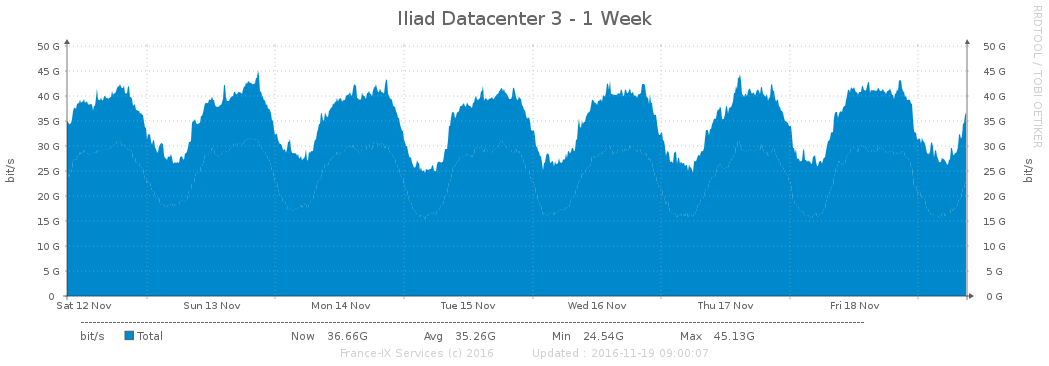 Iliad Datacenter 3 - 1 Week
RRDTOOL / TOBI OETIKER
50 G 50 G
45 G 45 G
40 G 40 G
35 G 35 G
30 G 30 G
25 G 25 G
20 G 20 G
15 G 15 G
10 G 10 G
5 G 5 G
0 0 G
bit/s bit/s
Sat 12 Nov Sun 13 Nov Mon 14 Nov Tue 15 Nov Wed 16 Nov Thu 17 Nov Fri 18 Nov
bit/s Total Now 36.66G Avg 35.26G Min 24.54G Max 45.13G
France-IX Services (c) 2016 Updated : 2016-11-19 09:00:07